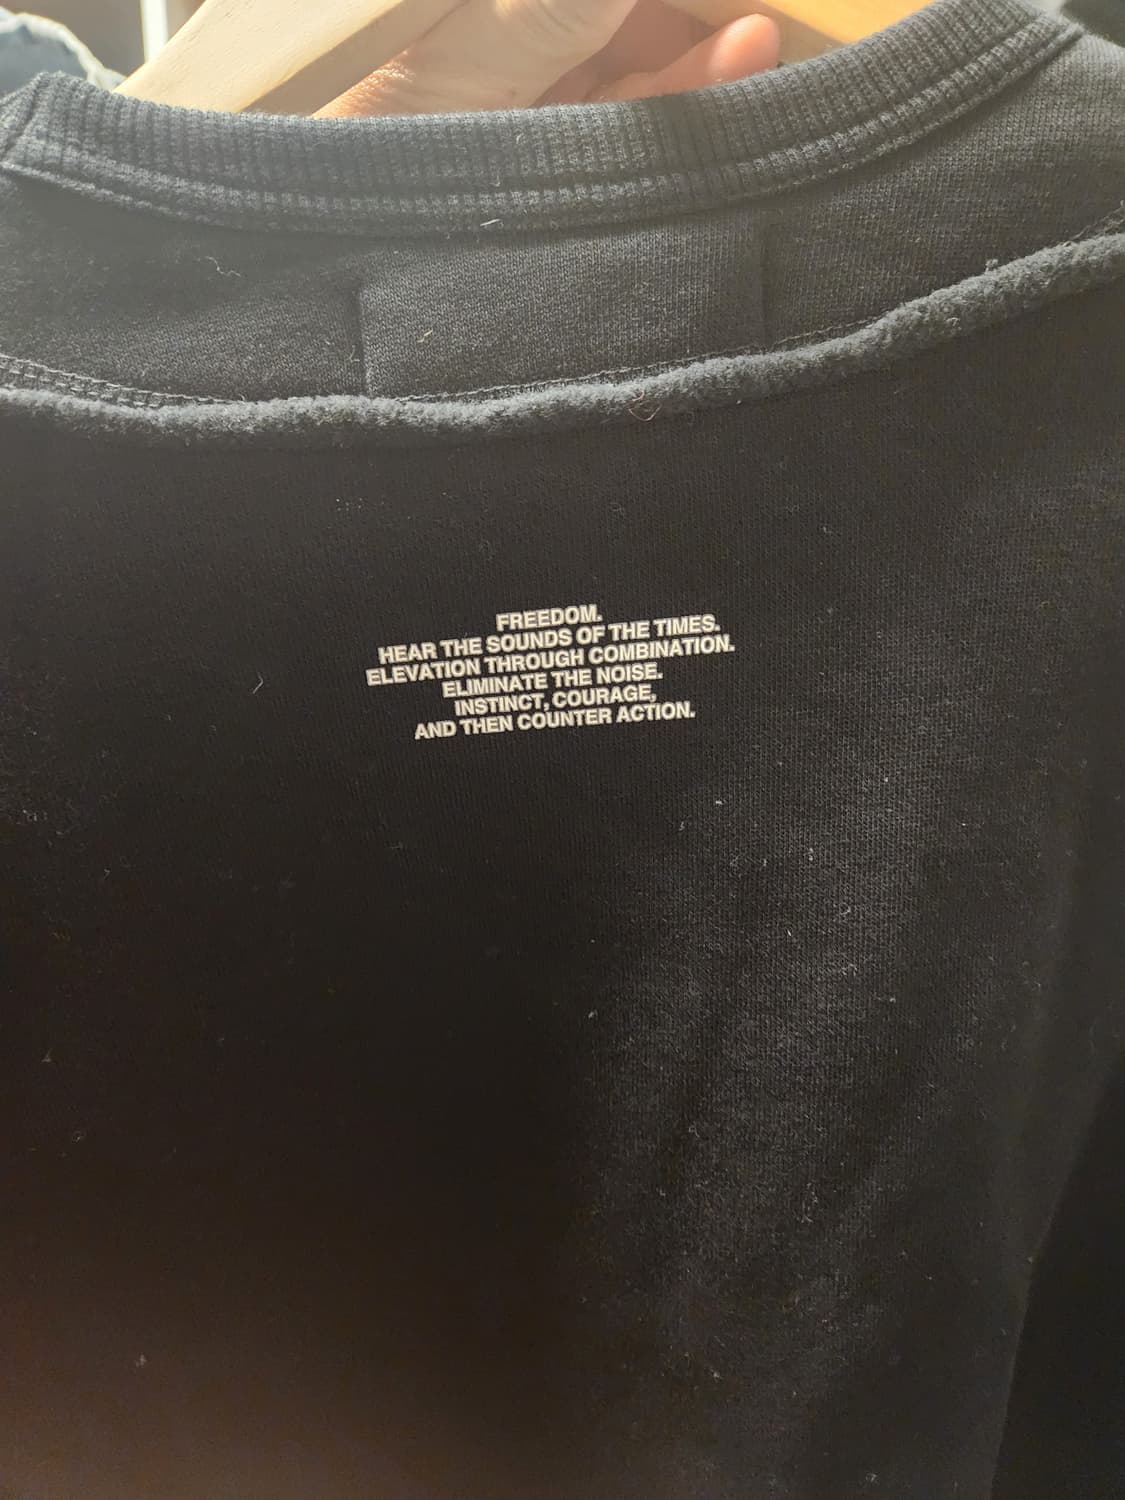 FREEDOM.
HEAR THE SOUNDS OF THE TIMES.
ELEVATION THROUGH COMBINATION.
ELIMINATE THE NOISE.
INSTINCT, COURAGE,
AND THEN COUNTER ACTION.